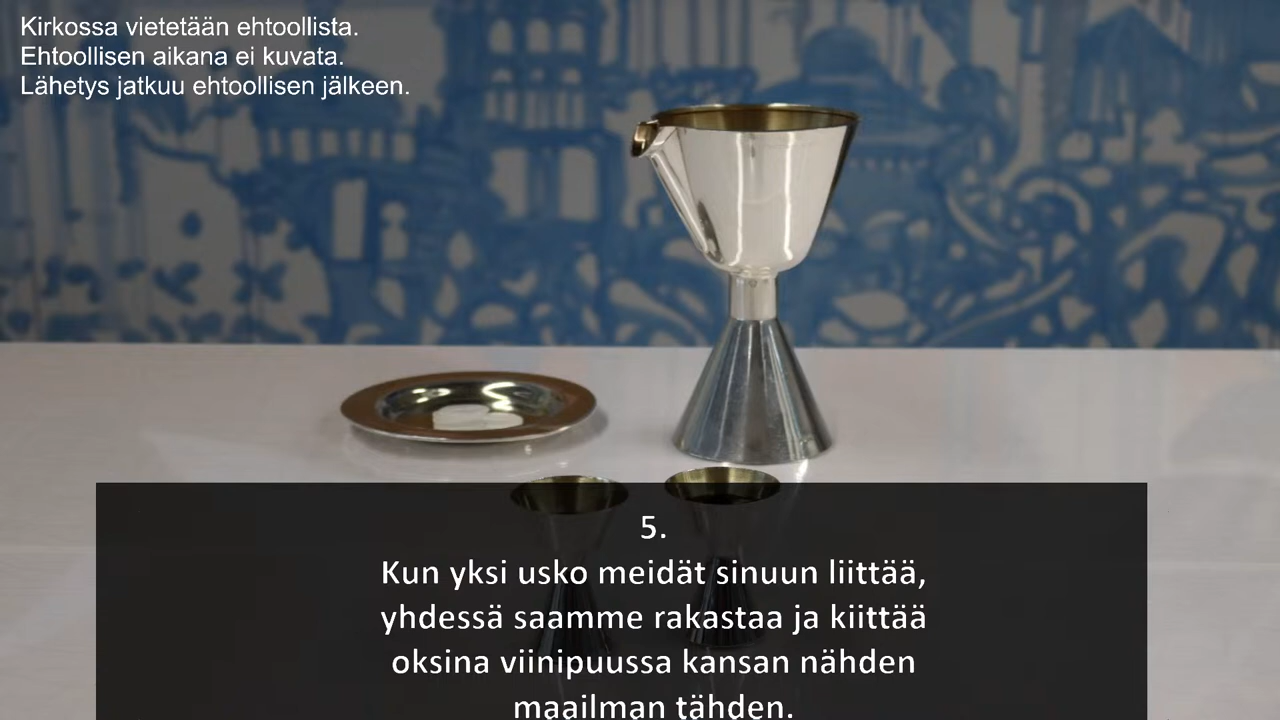 Kirkossa vietetään ehtoollista.
Ehtoollisen aikana ei kuvata.
Lähetys jatkuu ehtoollisen jälkeen.
5.
Kun yksi usko meidät sinuun liittää,
yhdessä saamme rakastaa ja kiittää
oksina viinipuussa kansan nähden
maailman tähden.